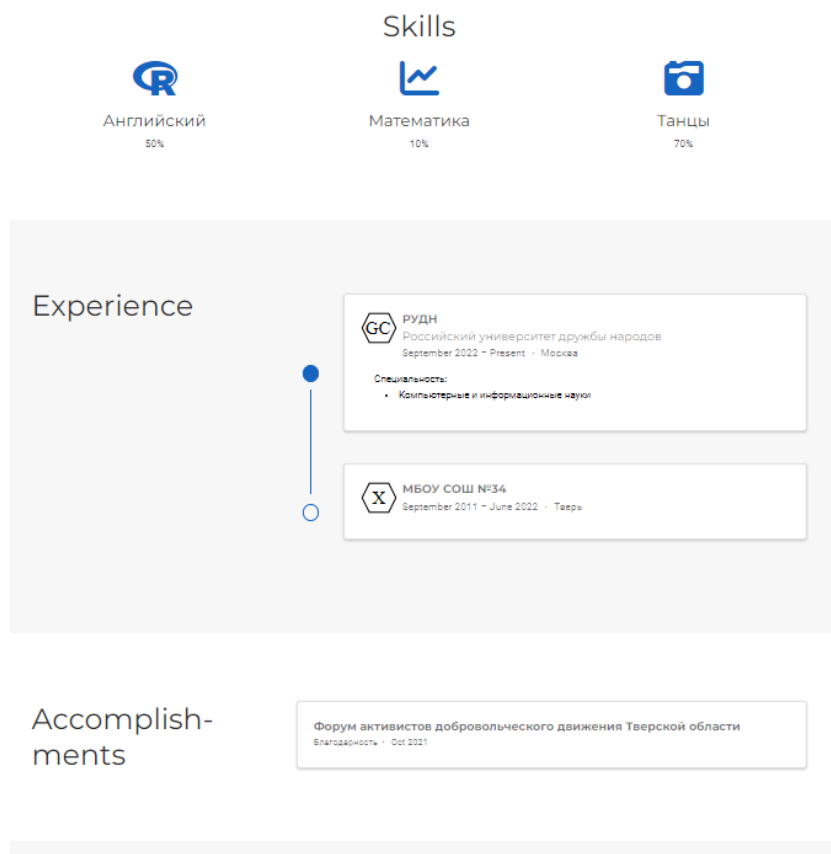 Skills
R
Английский
Математика
Танцы
50%
10%
70%
Experience
GC
РУДН
Российский университет дружбы народов
September 2022 – Present · Москва
Специальность:
• Компьютерные и информационные науки
X
МБОУ СОШ №34
September 2011 – June 2022 · Тверь
Accomplish-
ments
Форум активистов добровольческого движения Тверской области
Благодарность · Oct 2021